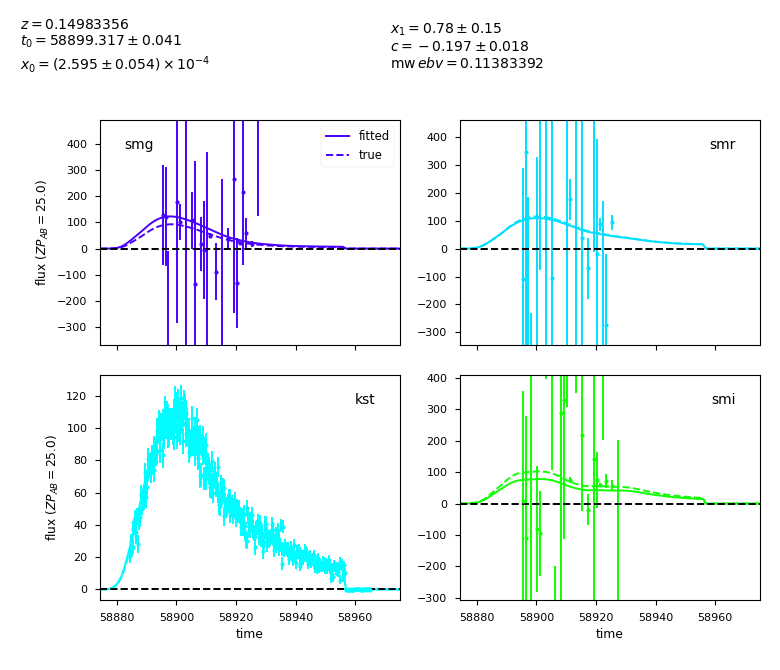 z = 0.14983356
t₀ = 58899.317 ± 0.041
x₀ = (2.595 ± 0.054) × 10⁻⁴
x₁ = 0.78 ± 0.15
c = −0.197 ± 0.018
mw ebv = 0.11383392
smg
fitted
true
400
300
200
100
0
−100
−200
−300
flux (ZP_AB = 25.0)
smr
400
300
200
100
0
−100
−200
−300
kst
120
100
80
60
40
20
0
flux (ZP_AB = 25.0)
58880 58900 58920 58940 58960
time
smi
400
300
200
100
0
−100
−200
−300
58880 58900 58920 58940 58960
time